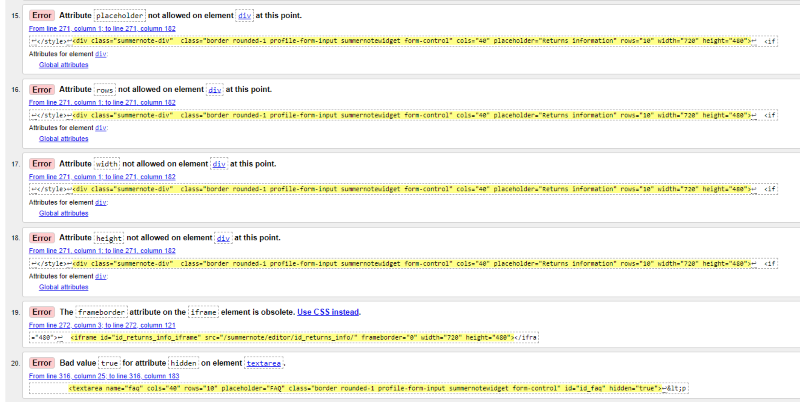 15. Error Attribute placeholder not allowed on element div at this point.
From line 271, column 1; to line 271, column 182
↩</style>↩<div class="summernote-div"  class="border rounded-1 profile-form-input summernotewidget form-control" cols="40" placeholder="Returns information" rows="10" width="720" height="480">↩  <if
Attributes for element div:
Global attributes
16. Error Attribute rows not allowed on element div at this point.
From line 271, column 1; to line 271, column 182
↩</style>↩<div class="summernote-div"  class="border rounded-1 profile-form-input summernotewidget form-control" cols="40" placeholder="Returns information" rows="10" width="720" height="480">↩  <if
Attributes for element div:
Global attributes
17. Error Attribute width not allowed on element div at this point.
From line 271, column 1; to line 271, column 182
↩</style>↩<div class="summernote-div"  class="border rounded-1 profile-form-input summernotewidget form-control" cols="40" placeholder="Returns information" rows="10" width="720" height="480">↩  <if
Attributes for element div:
Global attributes
18. Error Attribute height not allowed on element div at this point.
From line 271, column 1; to line 271, column 182
↩</style>↩<div class="summernote-div"  class="border rounded-1 profile-form-input summernotewidget form-control" cols="40" placeholder="Returns information" rows="10" width="720" height="480">↩  <if
Attributes for element div:
Global attributes
19. Error The frameborder attribute on the iframe element is obsolete. Use CSS instead.
From line 272, column 3; to line 272, column 121
="480">↩  <iframe id="id_returns_info_iframe" src="/summernote/editor/id_returns_info/" frameborder="0" width="720" height="480"></ifra
20. Error Bad value true for attribute hidden on element textarea.
From line 316, column 25; to line 316, column 183
<textarea name="faq" cols="40" rows="10" placeholder="FAQ" class="border rounded-1 profile-form-input summernotewidget form-control" id="id_faq" hidden="true">↩&lt;p